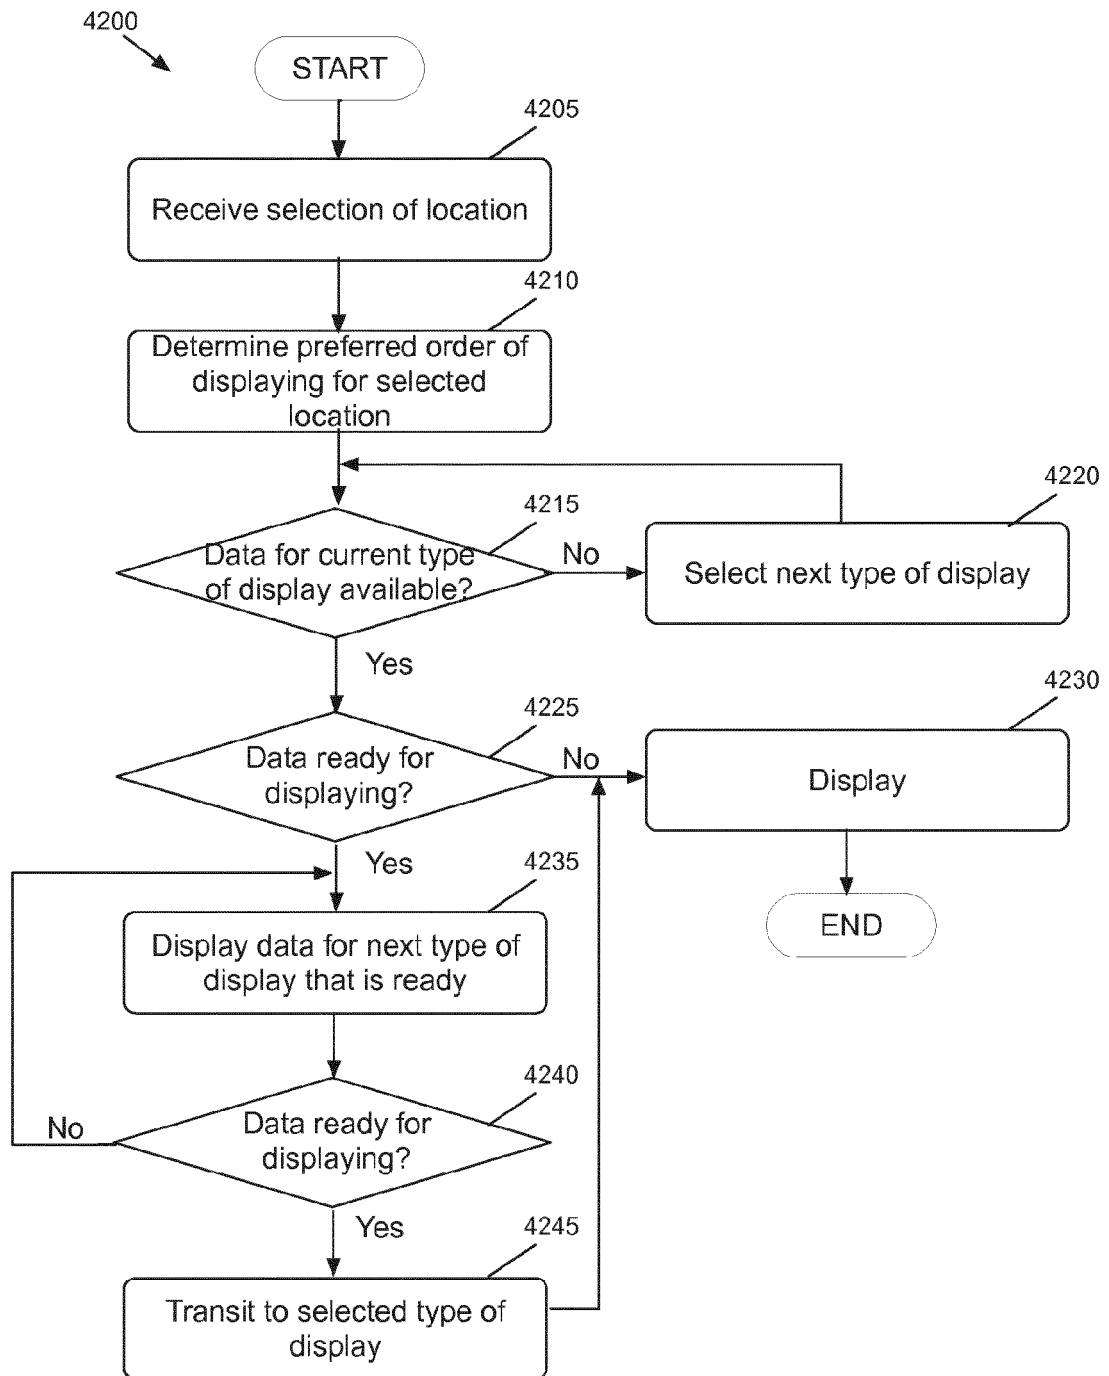 4200
START
4205
Receive selection of location
4210
Determine preferred order of
displaying for selected
location
4215
Data for current type
of display available?
No
4220
Select next type of display
Yes
4225
Data ready for
displaying?
No
4230
Display
END
Yes
4235
Display data for next type of
display that is ready
4240
Data ready for
displaying?
No
Yes
4245
Transit to selected type of
display